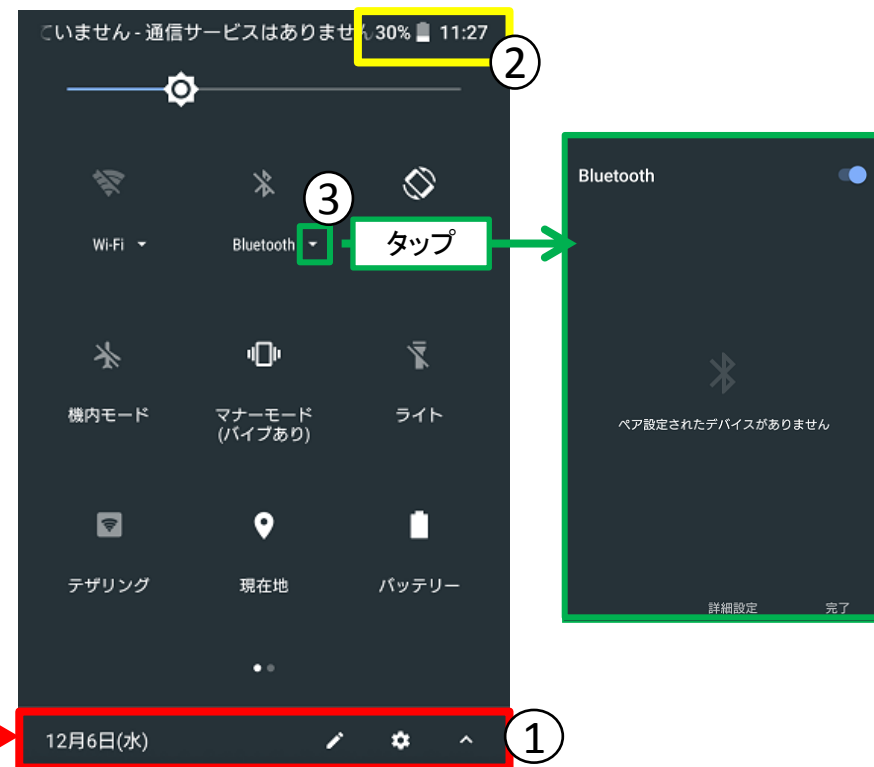 ていません - 通信サービスはありません 30% 11:27
②
③
Wi-Fi
Bluetooth
タップ
Bluetooth
機内モード
マナーモード
(バイブあり)
ライト
ペア設定されたデバイスがありません
テザリング
現在地
バッテリー
詳細設定
完了
12月6日(水)
①